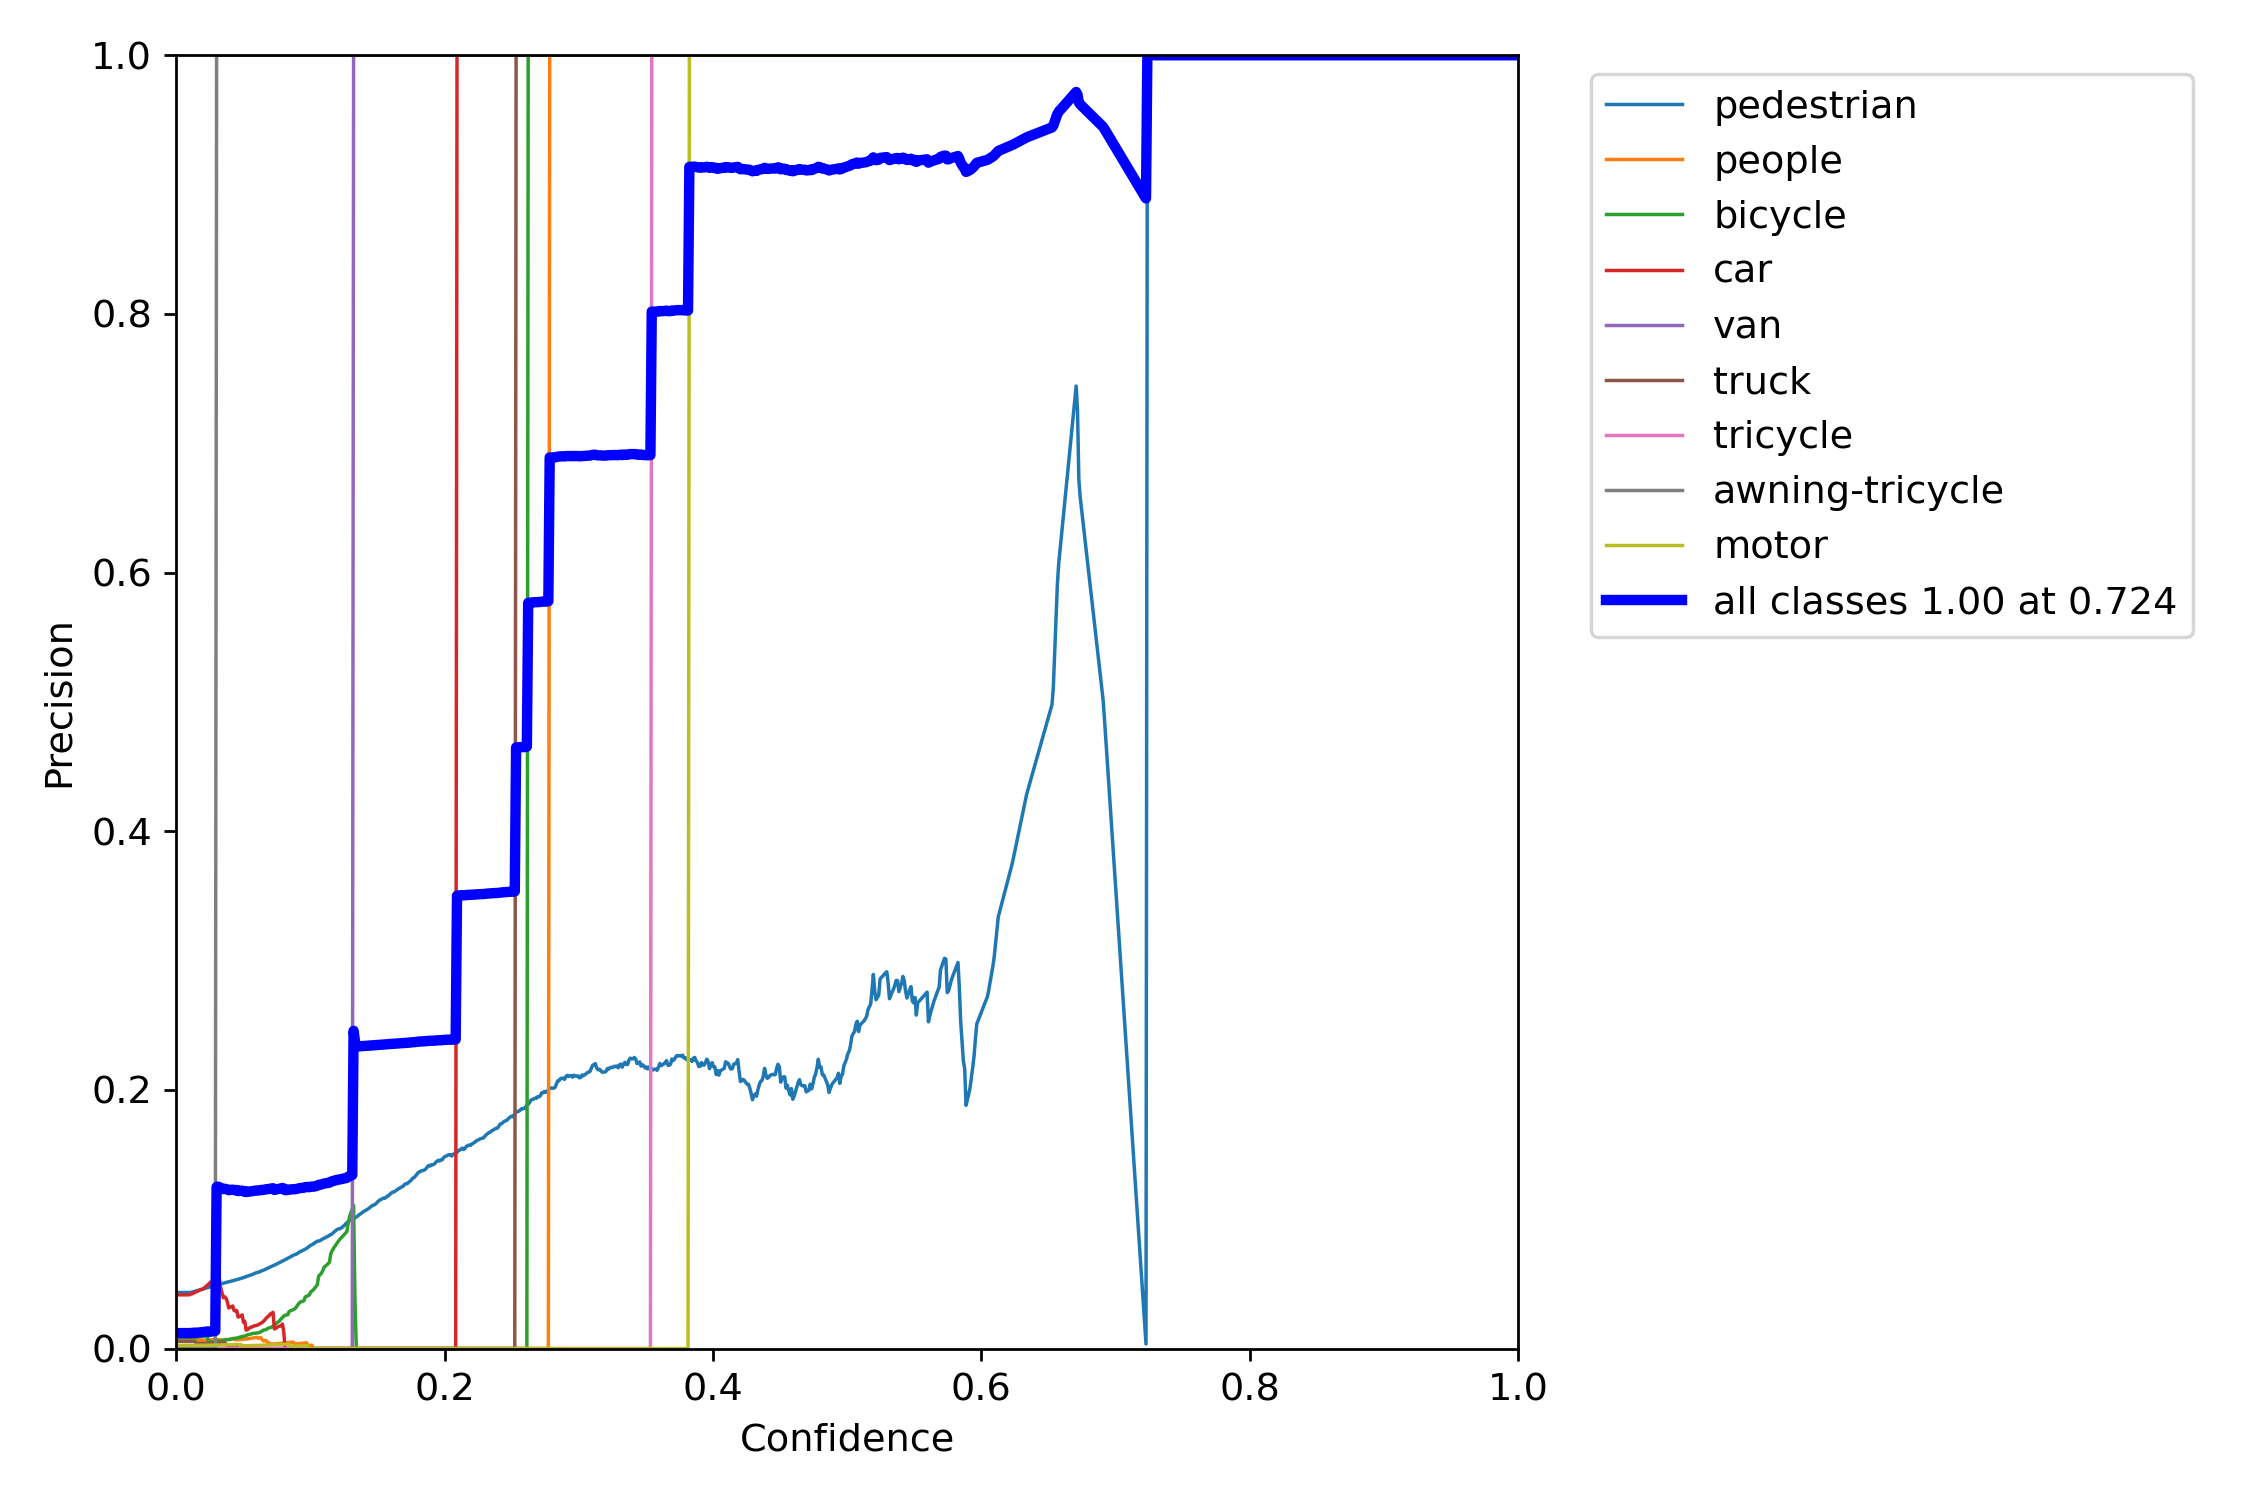 1.0
0.8
0.6
0.4
0.2
0.0
Precision
0.0 0.2 0.4 0.6 0.8 1.0
Confidence
pedestrian
people
bicycle
car
van
truck
tricycle
awning-tricycle
motor
all classes 1.00 at 0.724